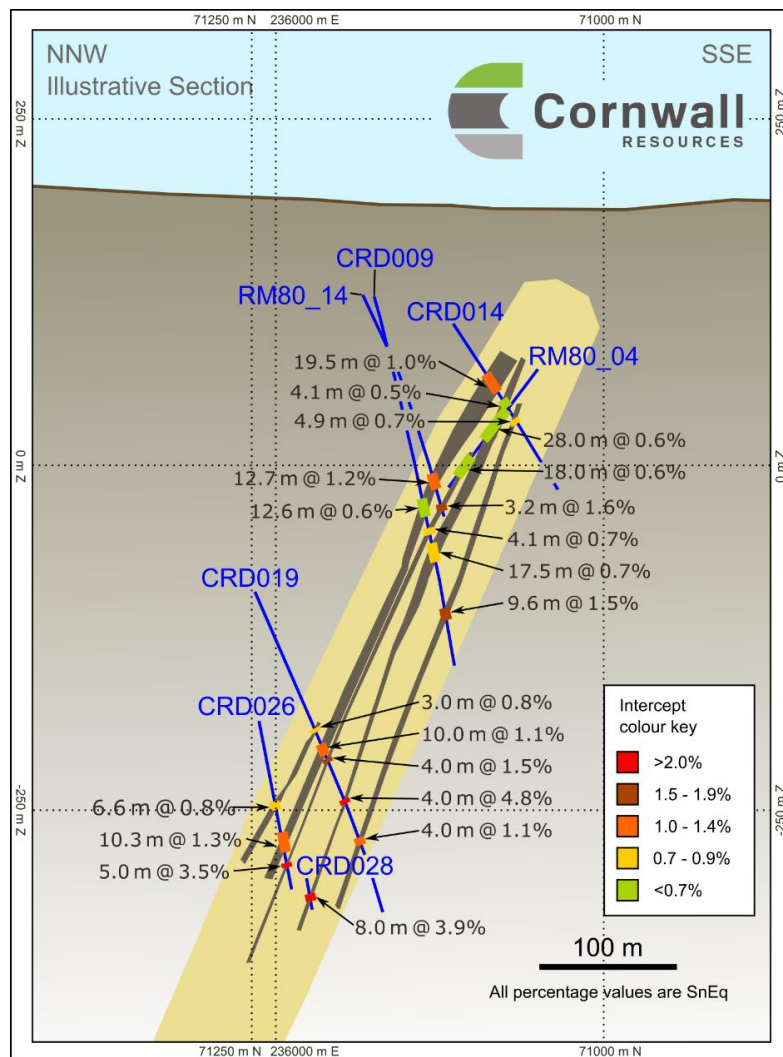 71250 m N 236000 m E 71000 m N
NNW
Illustrative Section
SSE
Cornwall
RESOURCES
250 m Z
250 m Z
CRD009
RM80_14
CRD014
RM80_04
19.5 m @ 1.0%
4.1 m @ 0.5%
4.9 m @ 0.7%
28.0 m @ 0.6%
0 m Z
0 m Z
18.0 m @ 0.6%
12.7 m @ 1.2%
12.6 m @ 0.6%
3.2 m @ 1.6%
4.1 m @ 0.7%
17.5 m @ 0.7%
CRD019
9.6 m @ 1.5%
CRD026
3.0 m @ 0.8%
10.0 m @ 1.1%
4.0 m @ 1.5%
6.6 m @ 0.8%
4.0 m @ 4.8%
-250 m Z
-250 m Z
10.3 m @ 1.3%
4.0 m @ 1.1%
5.0 m @ 3.5%
CRD028
8.0 m @ 3.9%
Intercept
colour key
>2.0%
1.5 - 1.9%
1.0 - 1.4%
0.7 - 0.9%
<0.7%
100 m
All percentage values are SnEq
71250 m N 236000 m E 71000 m N